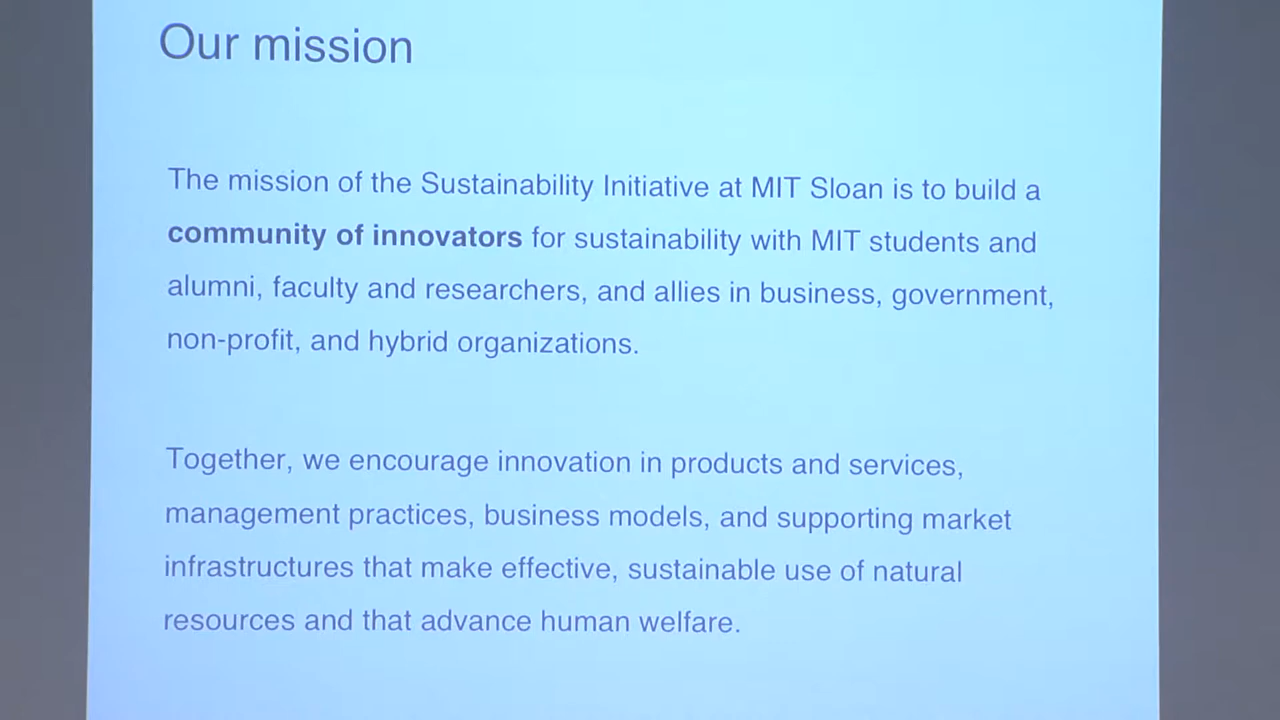 Our mission
The mission of the Sustainability Initiative at MIT Sloan is to build a
community of innovators for sustainability with MIT students and
alumni, faculty and researchers, and allies in business, government,
non-profit, and hybrid organizations.
Together, we encourage innovation in products and services,
management practices, business models, and supporting market
infrastructures that make effective, sustainable use of natural
resources and that advance human welfare.